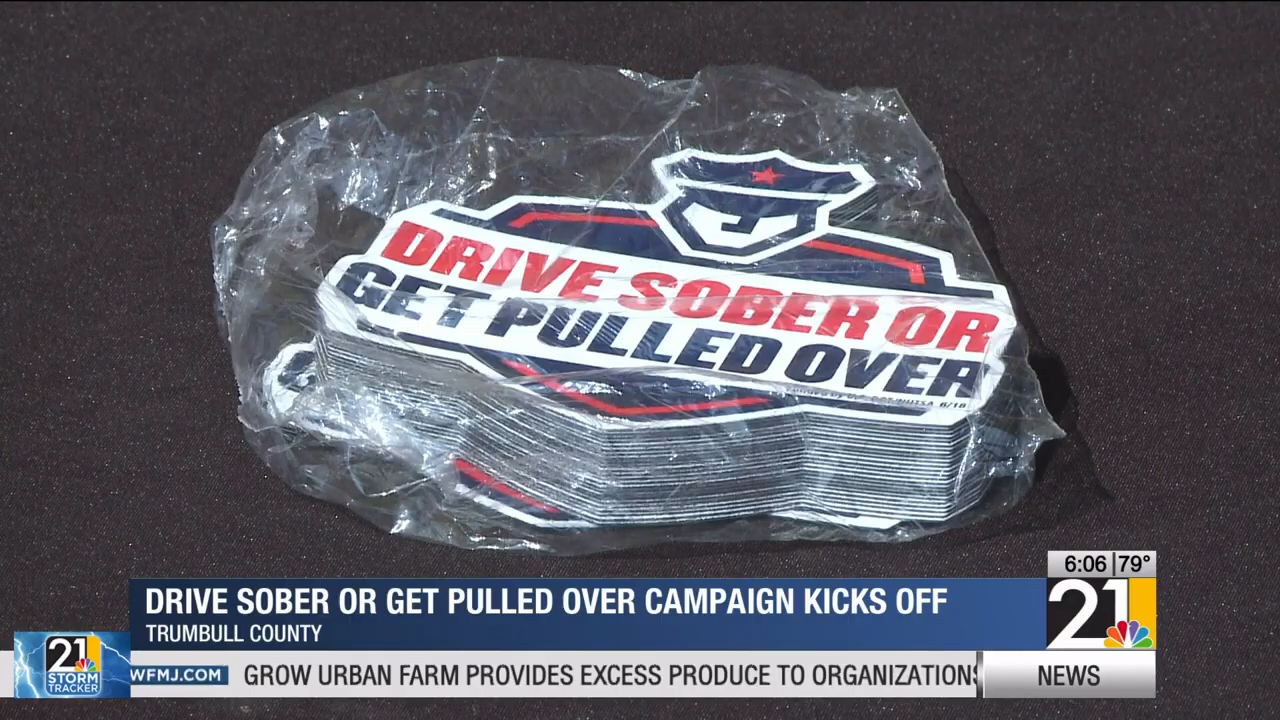 DRIVE SOBER OR
GET PULLED OVER
6:06 79°
21
DRIVE SOBER OR GET PULLED OVER CAMPAIGN KICKS OFF
TRUMBULL COUNTY
21
STORM
TRACKER
WFMJ.COM
GROW URBAN FARM PROVIDES EXCESS PRODUCE TO ORGANIZATIONS
NEWS